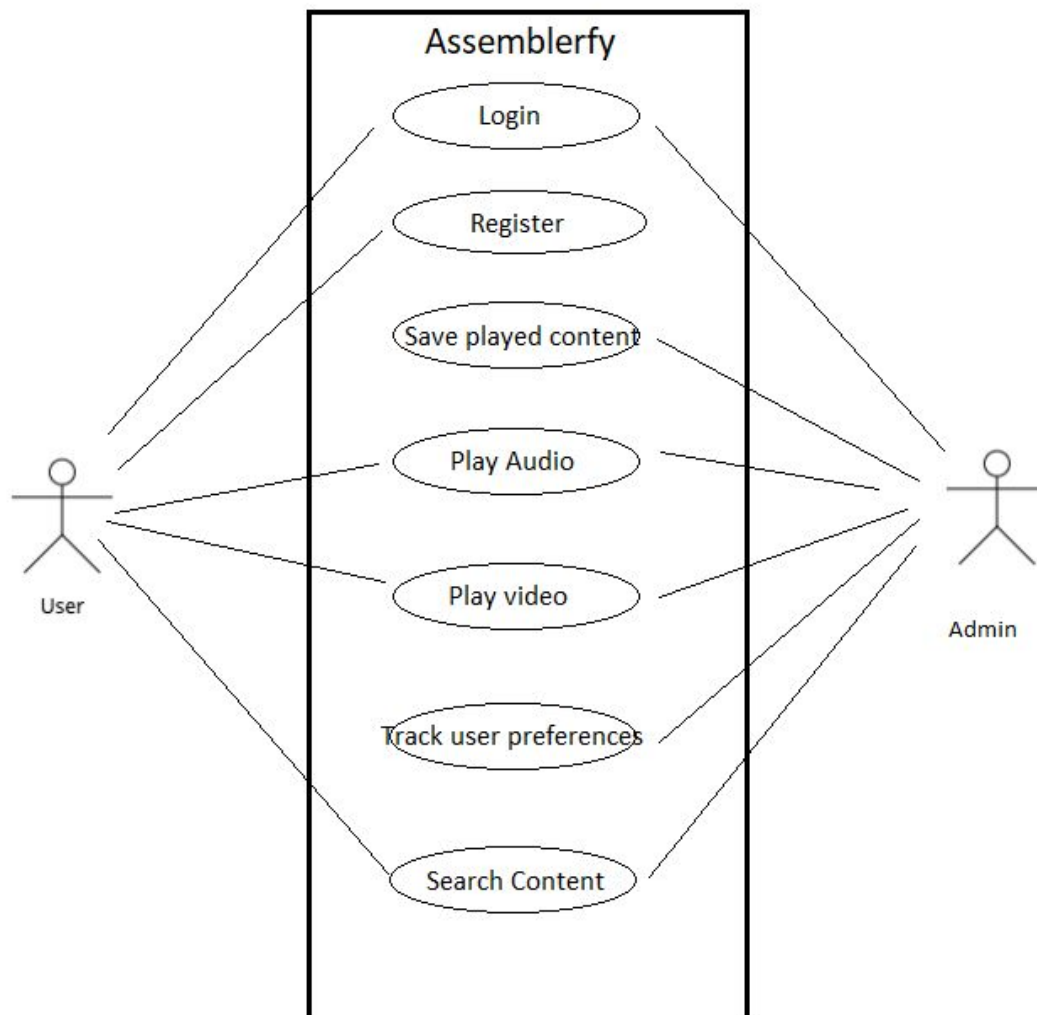 Assemblerfy
Login
Register
Save played content
Play Audio
Play video
User
Admin
Track user preferences
Search Content